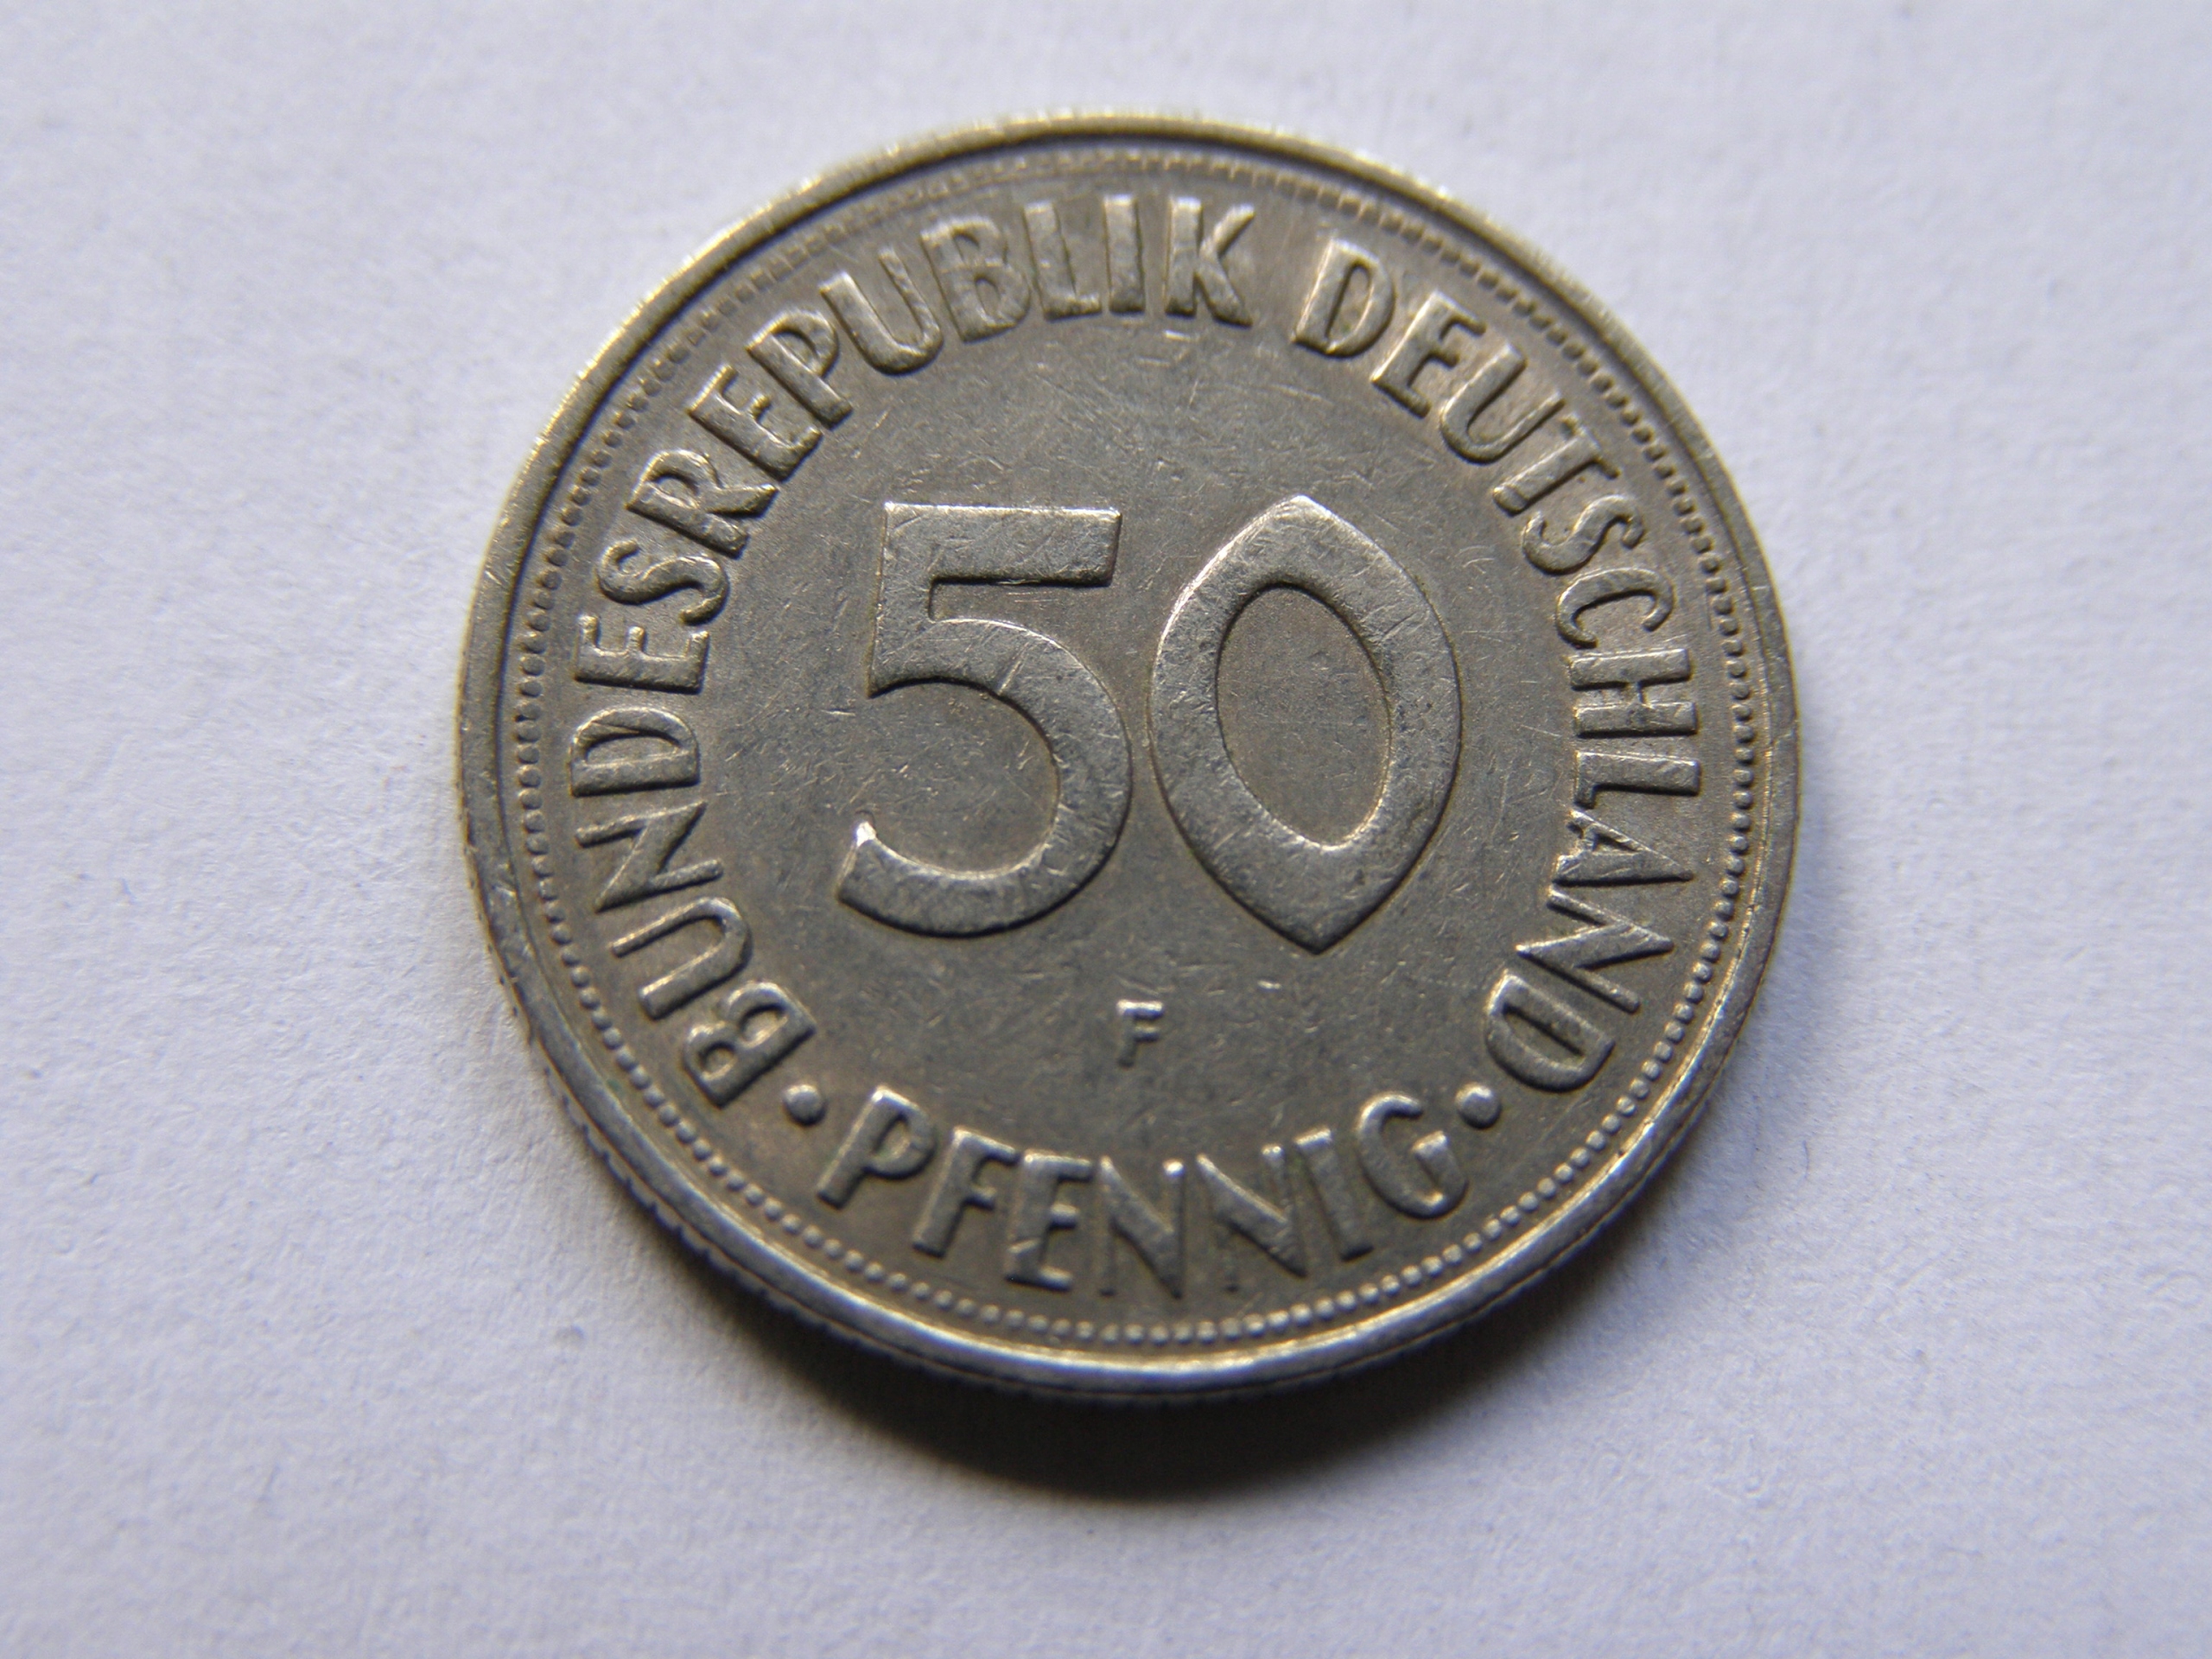 BUNDESREPUBLIK DEUTSCHLAND
50
F
• PFENNIG •